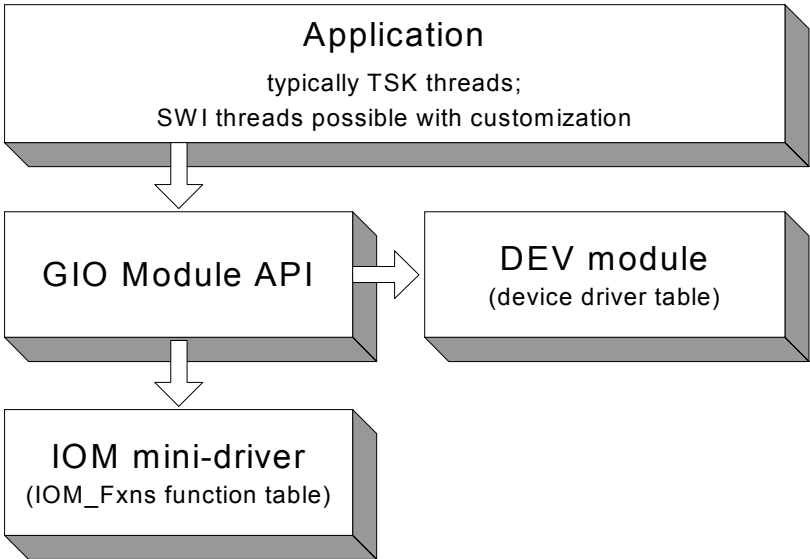 Application
typically TSK threads;
SWI threads possible with customization
GIO Module API
DEV module
(device driver table)
IOM mini-driver
(IOM_Fxns function table)